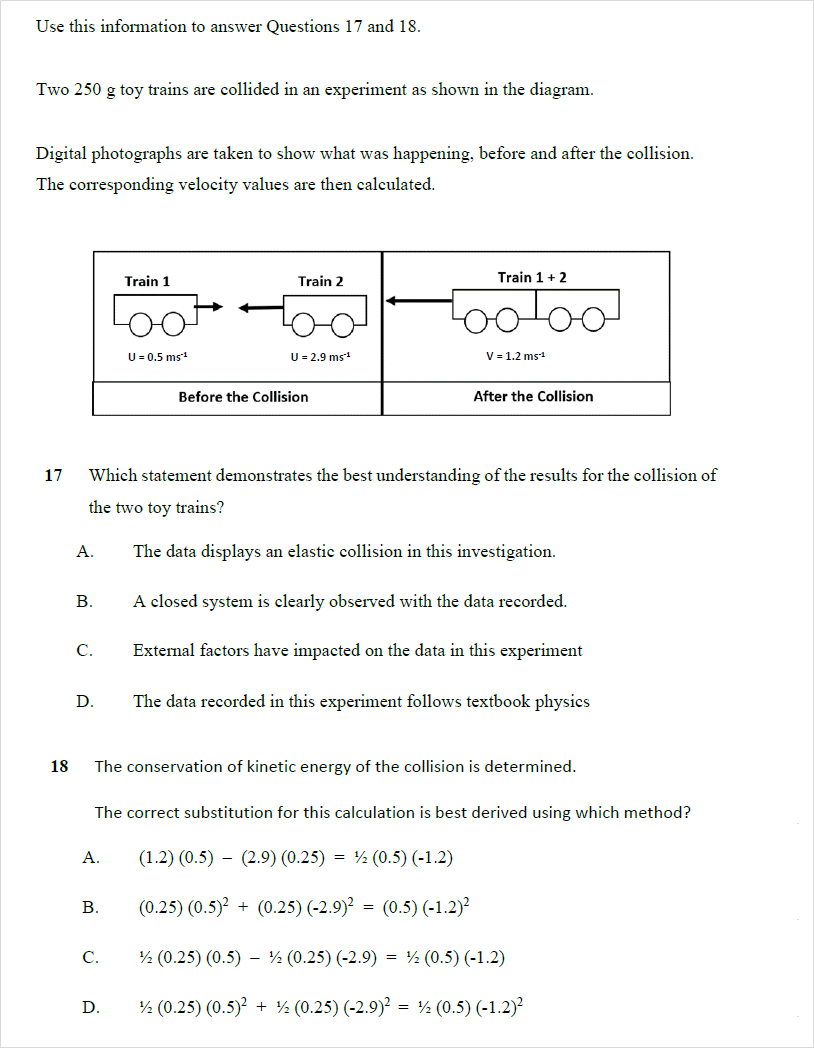 Use this information to answer Questions 17 and 18.
Two 250 g toy trains are collided in an experiment as shown in the diagram.
Digital photographs are taken to show what was happening, before and after the collision.
The corresponding velocity values are then calculated.
Train 1 Train 2 Train 1 + 2
U = 0.5 ms⁻¹ U = 2.9 ms⁻¹ V = 1.2 ms⁻¹
Before the Collision After the Collision
17 Which statement demonstrates the best understanding of the results for the collision of
the two toy trains?
A. The data displays an elastic collision in this investigation.
B. A closed system is clearly observed with the data recorded.
C. External factors have impacted on the data in this experiment
D. The data recorded in this experiment follows textbook physics
18 The conservation of kinetic energy of the collision is determined.
The correct substitution for this calculation is best derived using which method?
A. (1.2) (0.5) − (2.9) (0.25) = ½ (0.5) (-1.2)
B. (0.25) (0.5)² + (0.25) (-2.9)² = (0.5) (-1.2)²
C. ½ (0.25) (0.5) − ½ (0.25) (-2.9) = ½ (0.5) (-1.2)
D. ½ (0.25) (0.5)² + ½ (0.25) (-2.9)² = ½ (0.5) (-1.2)²